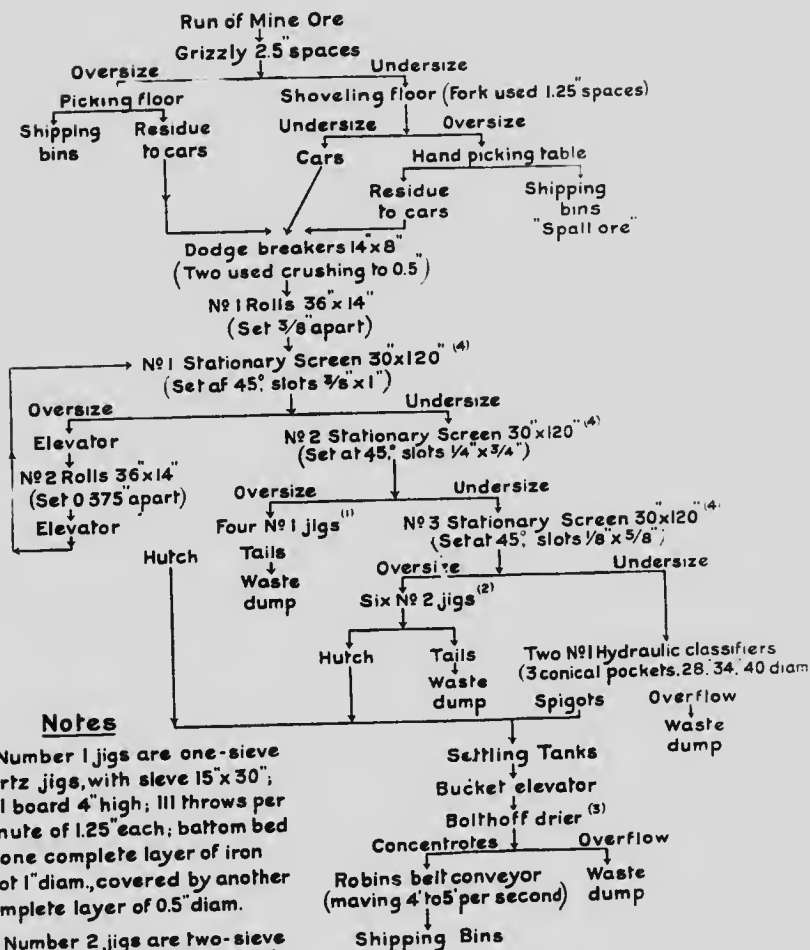 Run of Mine Ore
Grizzly 2.5" spaces
Oversize Undersize
Picking floor Shoveling floor (Fork used 1.25" spaces)
Undersize Oversize
Shipping bins Residue to cars Cars Hand picking table
Residue to cars Shipping bins "Spall ore"
Dodge breakers 14"x8"
(Two used crushing to 0.5")
Nº 1 Rolls 36"x14"
(Set 3/8" apart)
Nº 1 Stationary Screen 30"x120" (4)
(Set af 45°, slots 3/8"x1")
Oversize Undersize
Elevator
Nº 2 Stationary Screen 30"x120" (4)
(Set at 45°, slots 1/4"x3/4")
Nº 2 Rolls 36"x14"
(Set 0 375" apart)
Elevator
Oversize Undersize
Four Nº 1 jigs (1) Nº 3 Stationary Screen 30"x120" (4)
(Set at 45°, slots 1/8"x5/8")
Hutch Tails
Waste dump
Oversize Undersize
Six Nº 2 jigs (2)
Hutch Tails
Waste dump
Two Nº 1 Hydraulic classifiers
(3 conical pockets. 28. 34. 40 diam
Spigots Overflow
Waste dump
Settling Tanks
Bucket elevator
Bolthoff drier (3)
Concentrotes Overflow
Robins belt conveyor
(maving 4' to 5' per second)
Waste dump
Shipping Bins
Notes
Number 1 jigs are one-sieve
rtz jigs, with sieve 15"x 30";
l board 4" high; 111 throws per
nute of 1.25" each; battom bed
one complete layer of iron
ot 1" diam., covered by another
mplete layer of 0.5" diam.
Number 2 jigs are two-sieve